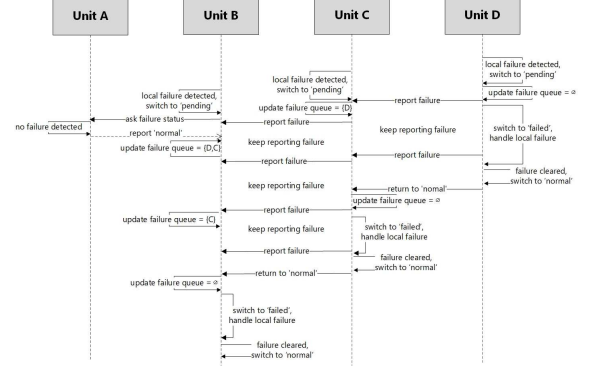 Unit A
Unit B
Unit C
Unit D
local failure detected,
switch to 'pending'
local failure detected,
switch to 'pending'
update failure queue = ∅
local failure detected,
switch to 'pending'
report failure
update failure queue = {D}
ask failure status
report failure
no failure detected
report 'normal'
keep reporting failure
switch to 'failed',
handle local failure
update failure queue = {D,C}
keep reporting failure
report failure
report failure
failure cleared,
switch to 'normal'
keep reporting failure
return to 'nomal'
update failure queue = ∅
report failure
update failure queue = {C}
keep reporting failure
switch to 'failed',
handle local failure
report failure
failure cleared,
switch to 'normal'
return to 'normal'
update failure queue = ∅
switch to 'failed',
handle local failure
failure cleared,
switch to 'normal'